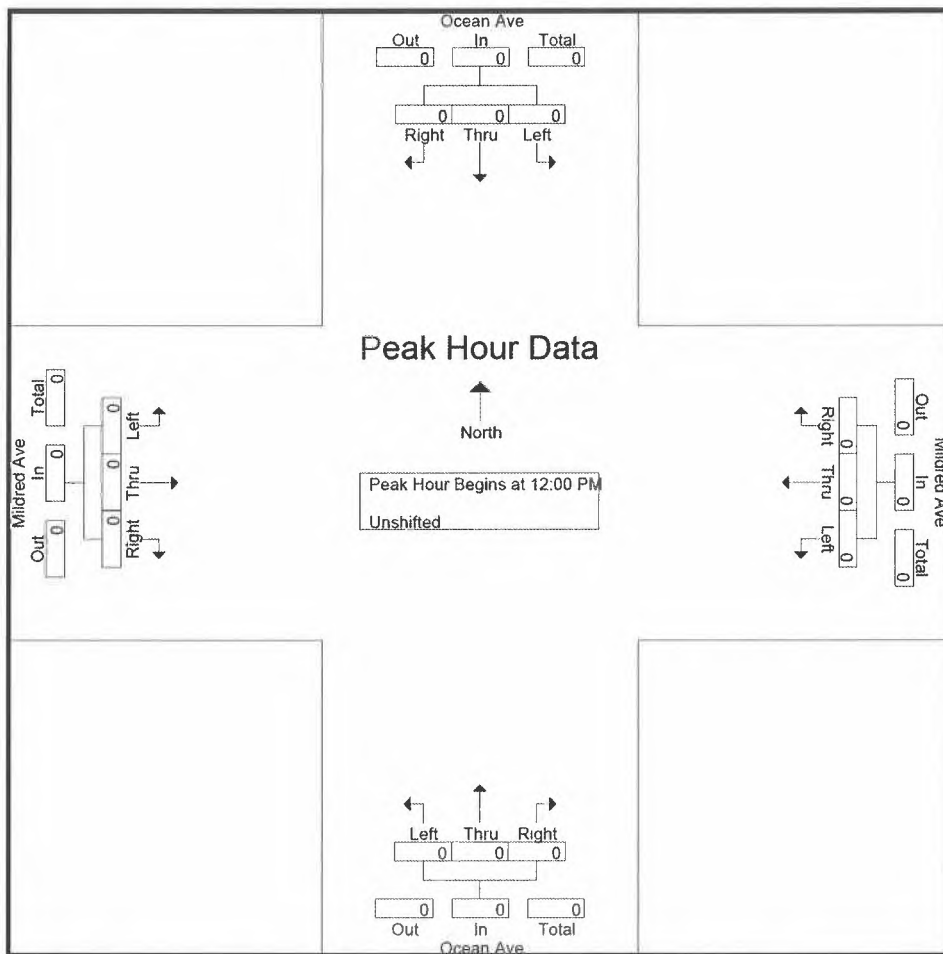 Ocean Ave
Out In Total
0 0 0
0 0 0
Right Thru Left
Peak Hour Data
North
Peak Hour Begins at 12:00 PM
Unshifted
Mildred Ave
Out In Total
0 0 0
0 0 0
Right Thru Left
Mildred Ave
Out In Total
0 0 0
0 0 0
Right Thru Left
Left Thru Right
0 0 0
0 0 0
Out In Total
Ocean Ave